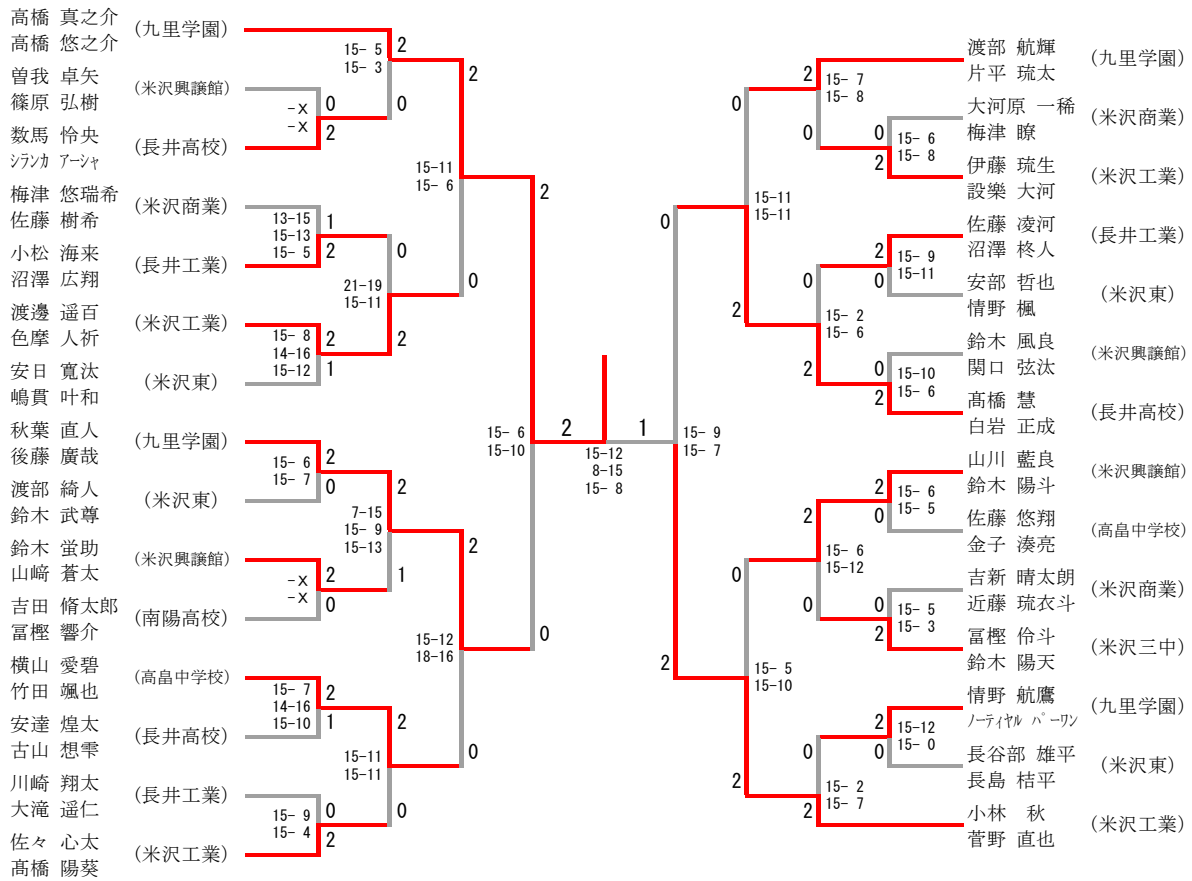 高橋 真之介
高橋 悠之介
(九里学園)
曽我 卓矢
篠原 弘樹
(米沢興譲館)
数馬 怜央
シランカ アーシャ
(長井高校)
梅津 悠瑞希
佐藤 樹希
(米沢商業)
小松 海来
沼澤 広翔
(長井工業)
渡邊 遥百
色摩 人祈
(米沢工業)
安日 寛汰
嶋貫 叶和
(米沢東)
秋葉 直人
後藤 廣哉
(九里学園)
渡部 綺人
鈴木 武尊
(米沢東)
鈴木 蛍助
山﨑 蒼太
(米沢興譲館)
吉田 脩太郎
冨樫 響介
(南陽高校)
横山 愛碧
竹田 颯也
(高畠中学校)
安達 煌太
古山 想雫
(長井高校)
川崎 翔太
大滝 遥仁
(長井工業)
佐々 心太
髙橋 陽葵
(米沢工業)
-X
-X
0
2
13-15
15-13
15- 5
1
2
15- 8
14-16
15-12
2
1
15- 6
15- 7
2
0
-X
-X
2
0
15- 7
14-16
15-10
2
1
15- 9
15- 4
0
2
15- 5
15- 3
2
0
21-19
15-11
0
2
7-15
15- 9
15-13
2
1
15-11
15-11
2
0
15-11
15- 6
2
0
15-12
18-16
2
0
15- 6
15-10
2
0
2
1
15-12
8-15
15- 8
15- 9
15- 7
0
2
15-11
15-11
0
2
15- 5
15-10
0
2
15- 7
15- 8
2
0
15- 2
15- 6
0
2
15- 6
15-12
2
0
15- 2
15- 7
0
2
15- 6
15- 8
0
2
15- 9
15-11
2
0
15-10
15- 6
0
2
15- 6
15- 5
2
0
15- 5
15- 3
0
2
15-12
15- 0
2
0
渡部 航輝
片平 琉太
(九里学園)
大河原 一稀
梅津 瞭
(米沢商業)
伊藤 琉生
設樂 大河
(米沢工業)
佐藤 凌河
沼澤 柊人
(長井工業)
安部 哲也
情野 楓
(米沢東)
鈴木 風良
関口 弦汰
(米沢興譲館)
髙橋 慧
白岩 正成
(長井高校)
山川 藍良
鈴木 陽斗
(米沢興譲館)
佐藤 悠翔
金子 湊亮
(高畠中学校)
吉新 晴太朗
近藤 琉衣斗
(米沢商業)
冨樫 伶斗
鈴木 陽天
(米沢三中)
情野 航鷹
ノーティヤル パーワン
(九里学園)
長谷部 雄平
長島 桔平
(米沢東)
小林 秋
菅野 直也
(米沢工業)